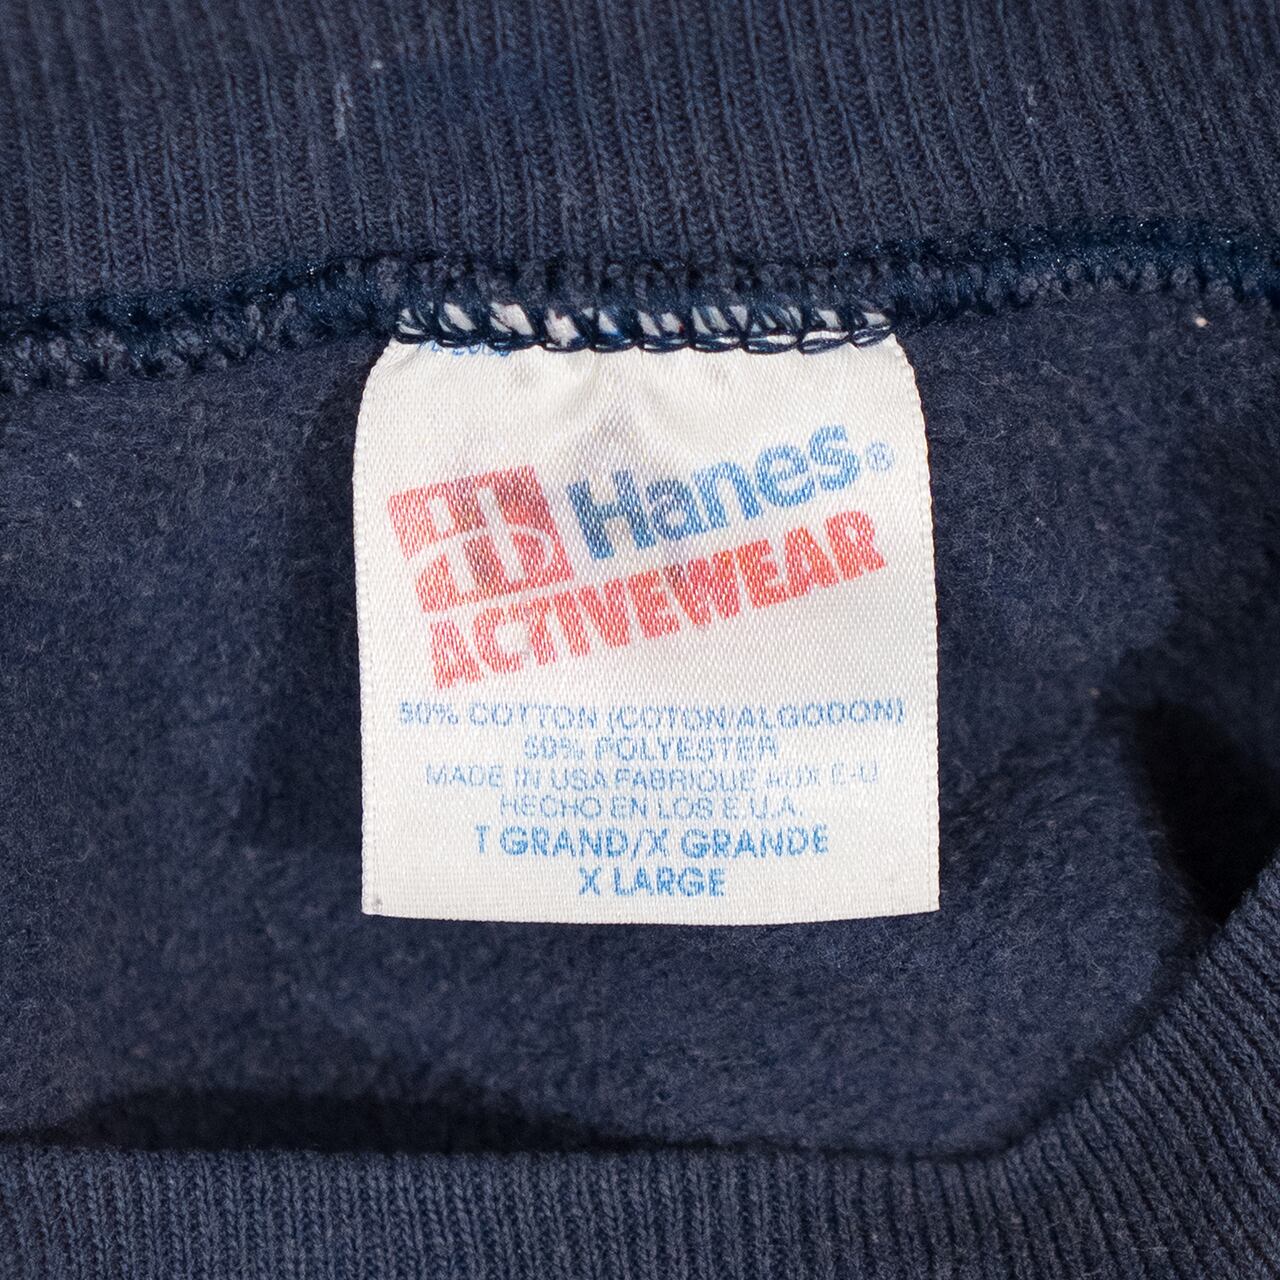 Hanes®
ACTIVEWEAR
50% COTTON (COTON/ALGODON)
50% POLYESTER
MADE IN USA FABRIQUE AUX E-U
HECHO EN LOS E.U.A.
T GRAND/X GRANDE
X LARGE